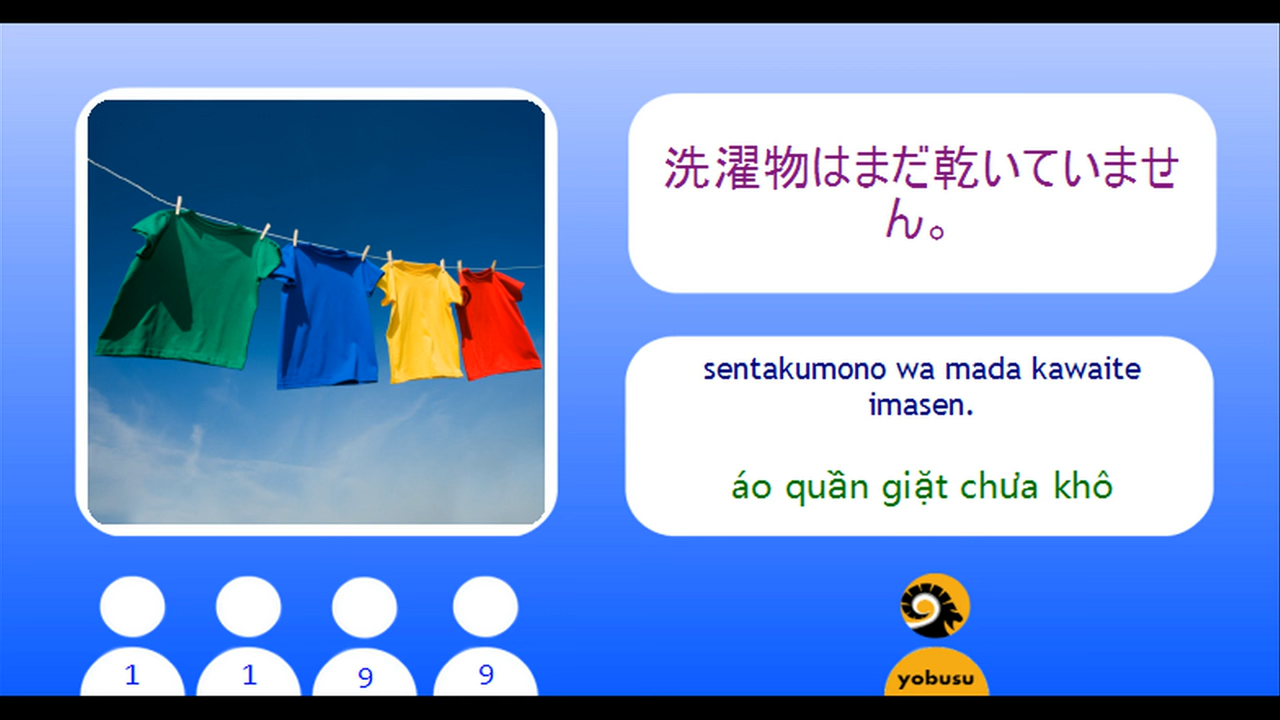 洗濯物はまだ乾いていませ
ん。
sentakumono wa mada kawaite
imasen.
áo quần giặt chưa khô
1 1 9 9
yobusu